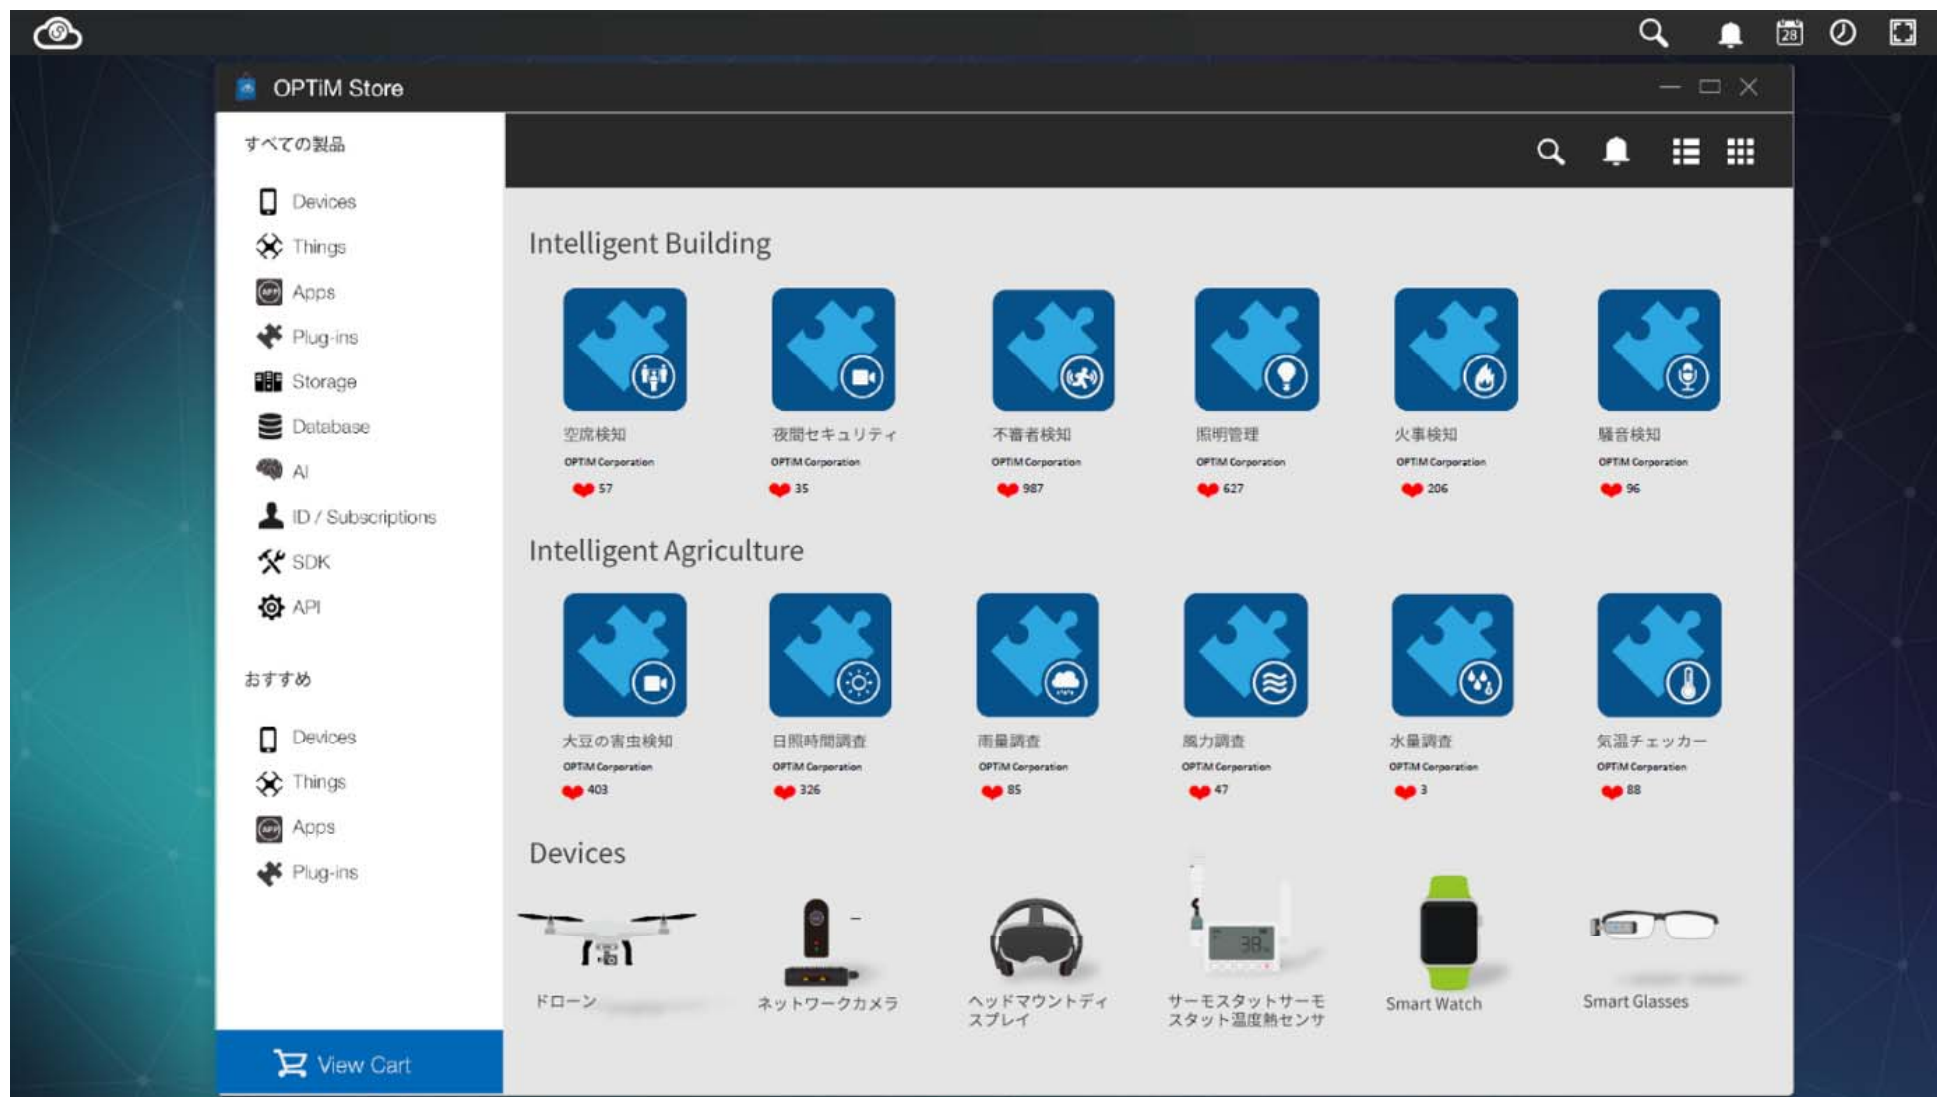 28
OPTiM Store
すべての製品
Devices
Things
APP Apps
Plug-ins
Storage
Database
AI
ID / Subscriptions
SDK
API
おすすめ
Devices
Things
APP Apps
Plug-ins
View Cart
Intelligent Building
空席検知 夜間セキュリティ 不審者検知 照明管理 火事検知 騒音検知
OPTiM Corporation OPTiM Corporation OPTiM Corporation OPTiM Corporation OPTiM Corporation OPTiM Corporation
57 35 987 627 206 96
Intelligent Agriculture
大豆の害虫検知 日照時間調査 雨量調査 風力調査 水量調査 気温チェッカー
OPTiM Corporation OPTiM Corporation OPTiM Corporation OPTiM Corporation OPTiM Corporation OPTiM Corporation
403 326 85 47 3 88
Devices
38
ドローン
ネットワークカメラ
ヘッドマウントディ
スプレイ
サーモスタットサーモ
スタット温度熱センサ
Smart Watch
Smart Glasses